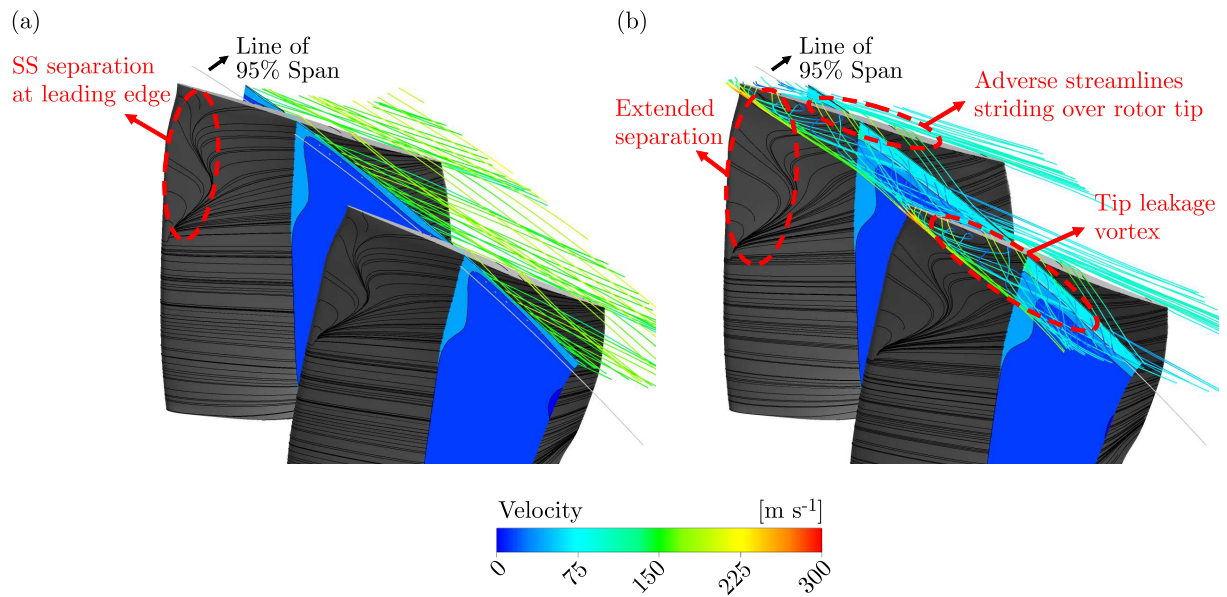 (a)
Line of
95% Span
SS separation
at leading edge
(b)
Line of
95% Span
Adverse streamlines
striding over rotor tip
Extended
separation
Tip leakage
vortex
Velocity [m s-1]
0 75 150 225 300